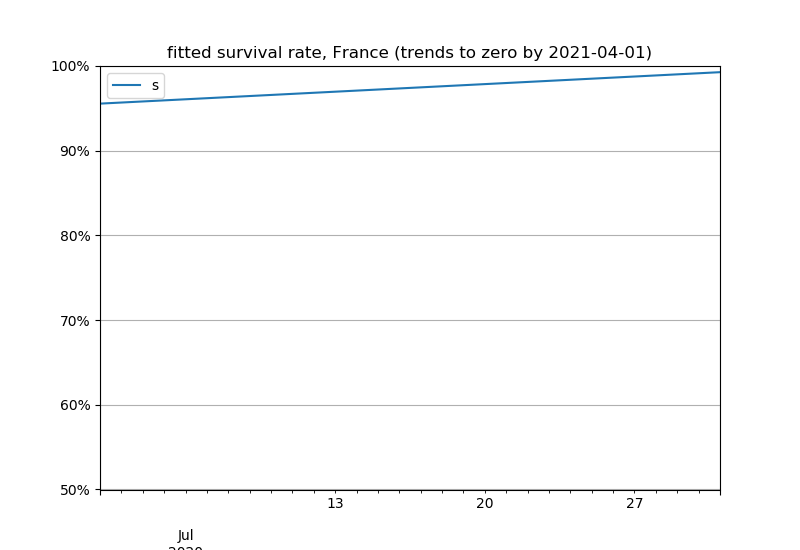 fitted survival rate, France (trends to zero by 2021-04-01)
100%
s
90%
80%
70%
60%
50%
13 20 27
Jul
2020